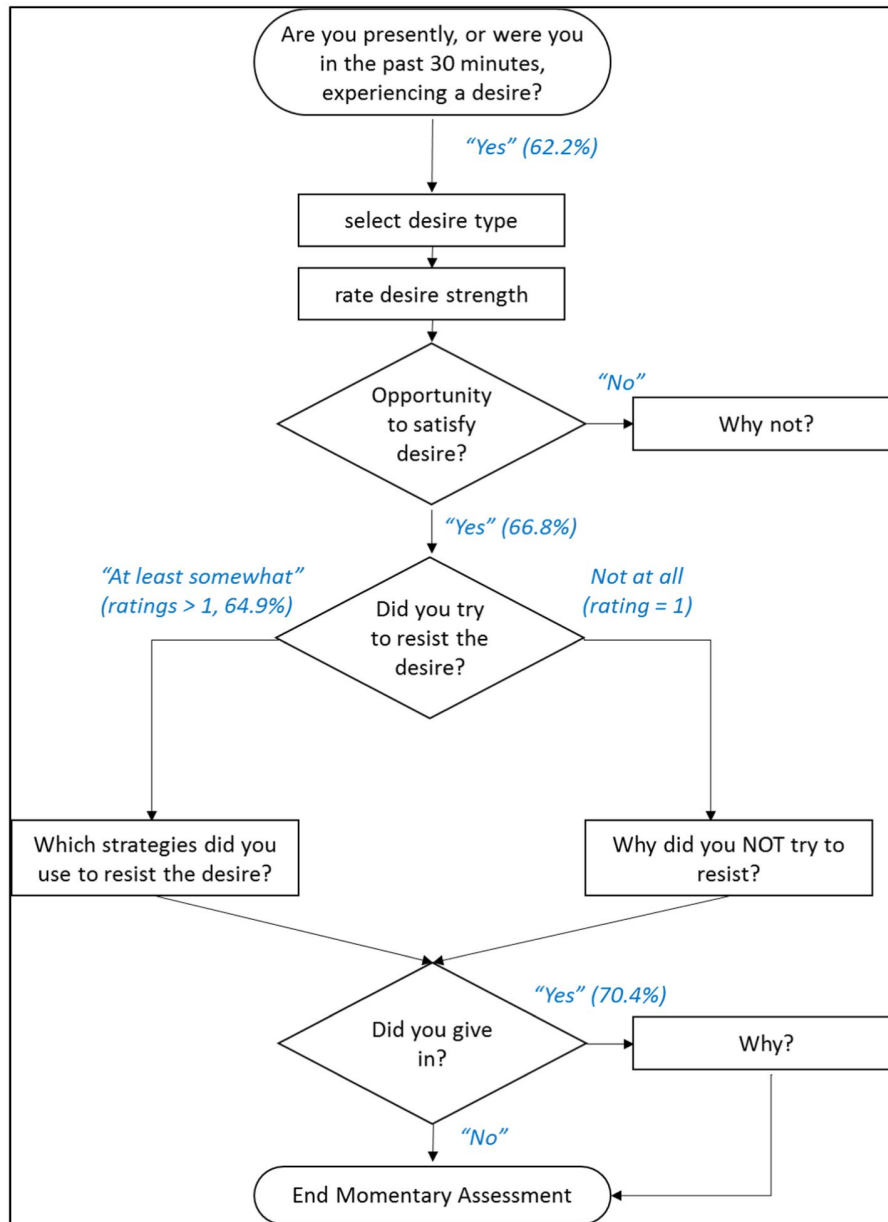 Are you presently, or were you
in the past 30 minutes,
experiencing a desire?
“Yes” (62.2%)
select desire type
rate desire strength
Opportunity
to satisfy
desire?
“No”
Why not?
“Yes” (66.8%)
“At least somewhat”
(ratings > 1, 64.9%)
Not at all
(rating = 1)
Did you try
to resist the
desire?
Which strategies did you
use to resist the desire?
Why did you NOT try to
resist?
Did you give
in?
“Yes” (70.4%)
Why?
“No”
End Momentary Assessment